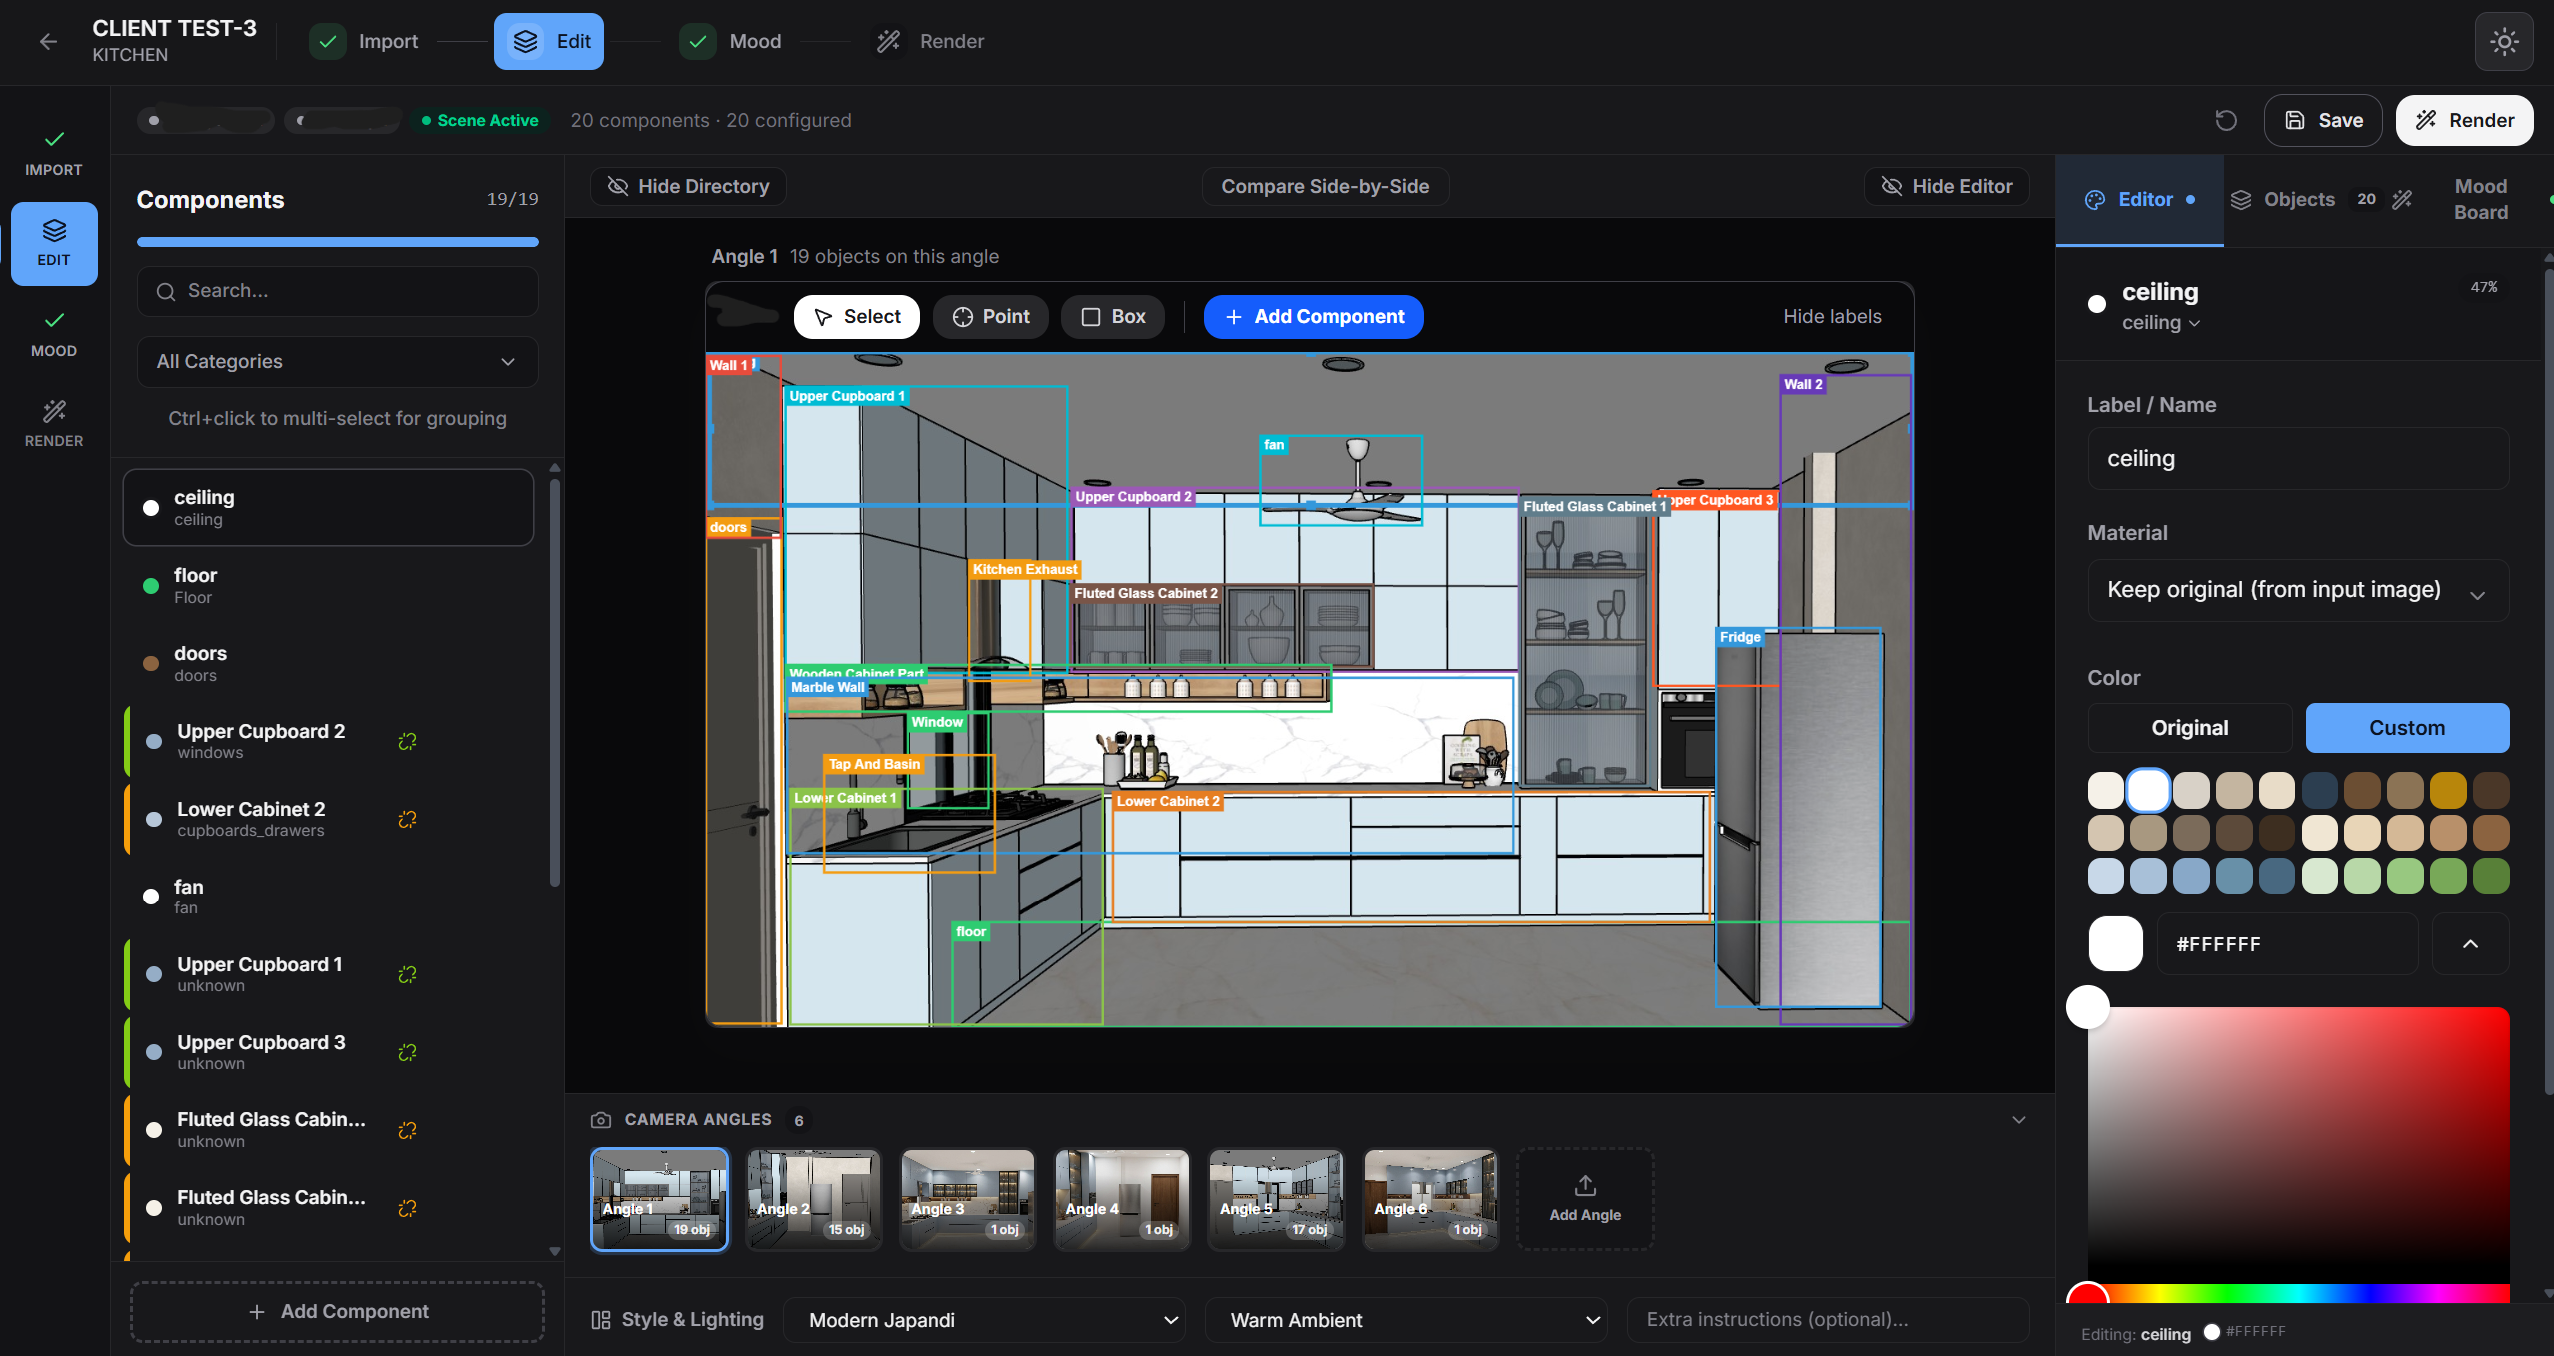 CLIENT TEST-3
KITCHEN
Import
Edit
Mood
Render
IMPORT
EDIT
MOOD
RENDER
Scene Active
20 components · 20 configured
Save
Render
Components
19/19
Search...
All Categories
Ctrl+click to multi-select for grouping
ceiling
ceiling
floor
Floor
doors
doors
Upper Cupboard 2
windows
Lower Cabinet 2
cupboards_drawers
fan
fan
Upper Cupboard 1
unknown
Upper Cupboard 3
unknown
Fluted Glass Cabin...
unknown
Fluted Glass Cabin...
unknown
Add Component
Hide Directory
Compare Side-by-Side
Hide Editor
Angle 1 19 objects on this angle
Select
Point
Box
Add Component
Hide labels
Wall 1
Wall 2
Upper Cupboard 1
fan
Upper Cupboard 2
Fluted Glass Cabinet 1
Upper Cupboard 3
doors
Kitchen Exhaust
Fluted Glass Cabinet 2
Fridge
Wooden Cabinet Part
Marble Wall
Window
Tap And Basin
Lower Cabinet 1
Lower Cabinet 2
floor
CAMERA ANGLES 6
Angle 1
19 obj
Angle 2
15 obj
Angle 3
1 obj
Angle 4
1 obj
Angle 5
17 obj
Angle 6
1 obj
Add Angle
Style & Lighting
Modern Japandi
Warm Ambient
Extra instructions (optional)...
Editor
Objects 20
Mood
Board
ceiling
47%
ceiling
Label / Name
ceiling
Material
Keep original (from input image)
Color
Original
Custom
#FFFFFF
Editing: ceiling #FFFFFF